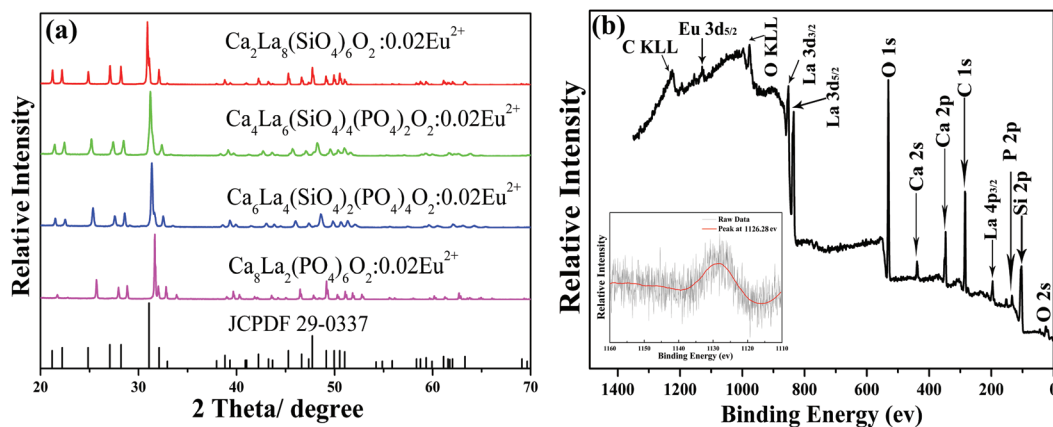 (a)
Ca2La8(SiO4)6O2:0.02Eu2+
Ca4La6(SiO4)4(PO4)2O2:0.02Eu2+
Ca6La4(SiO4)2(PO4)4O2:0.02Eu2+
Ca8La2(PO4)6O2:0.02Eu2+
JCPDF 29-0337
Relative Intensity
20 30 40 50 60 70
2 Theta/ degree
(b)
C KLL
Eu 3d5/2
O KLL
La 3d3/2
La 3d5/2
O 1s
Ca 2s
Ca 2p
C 1s
La 4p3/2
P 2p
Si 2p
O 2s
Relative Intensity
Raw Data
Peak at 1126.28 ev
Relative Intensity
1160 1150 1140 1130 1120 1110
Binding Energy (ev)
1400 1200 1000 800 600 400 200 0
Binding Energy (ev)